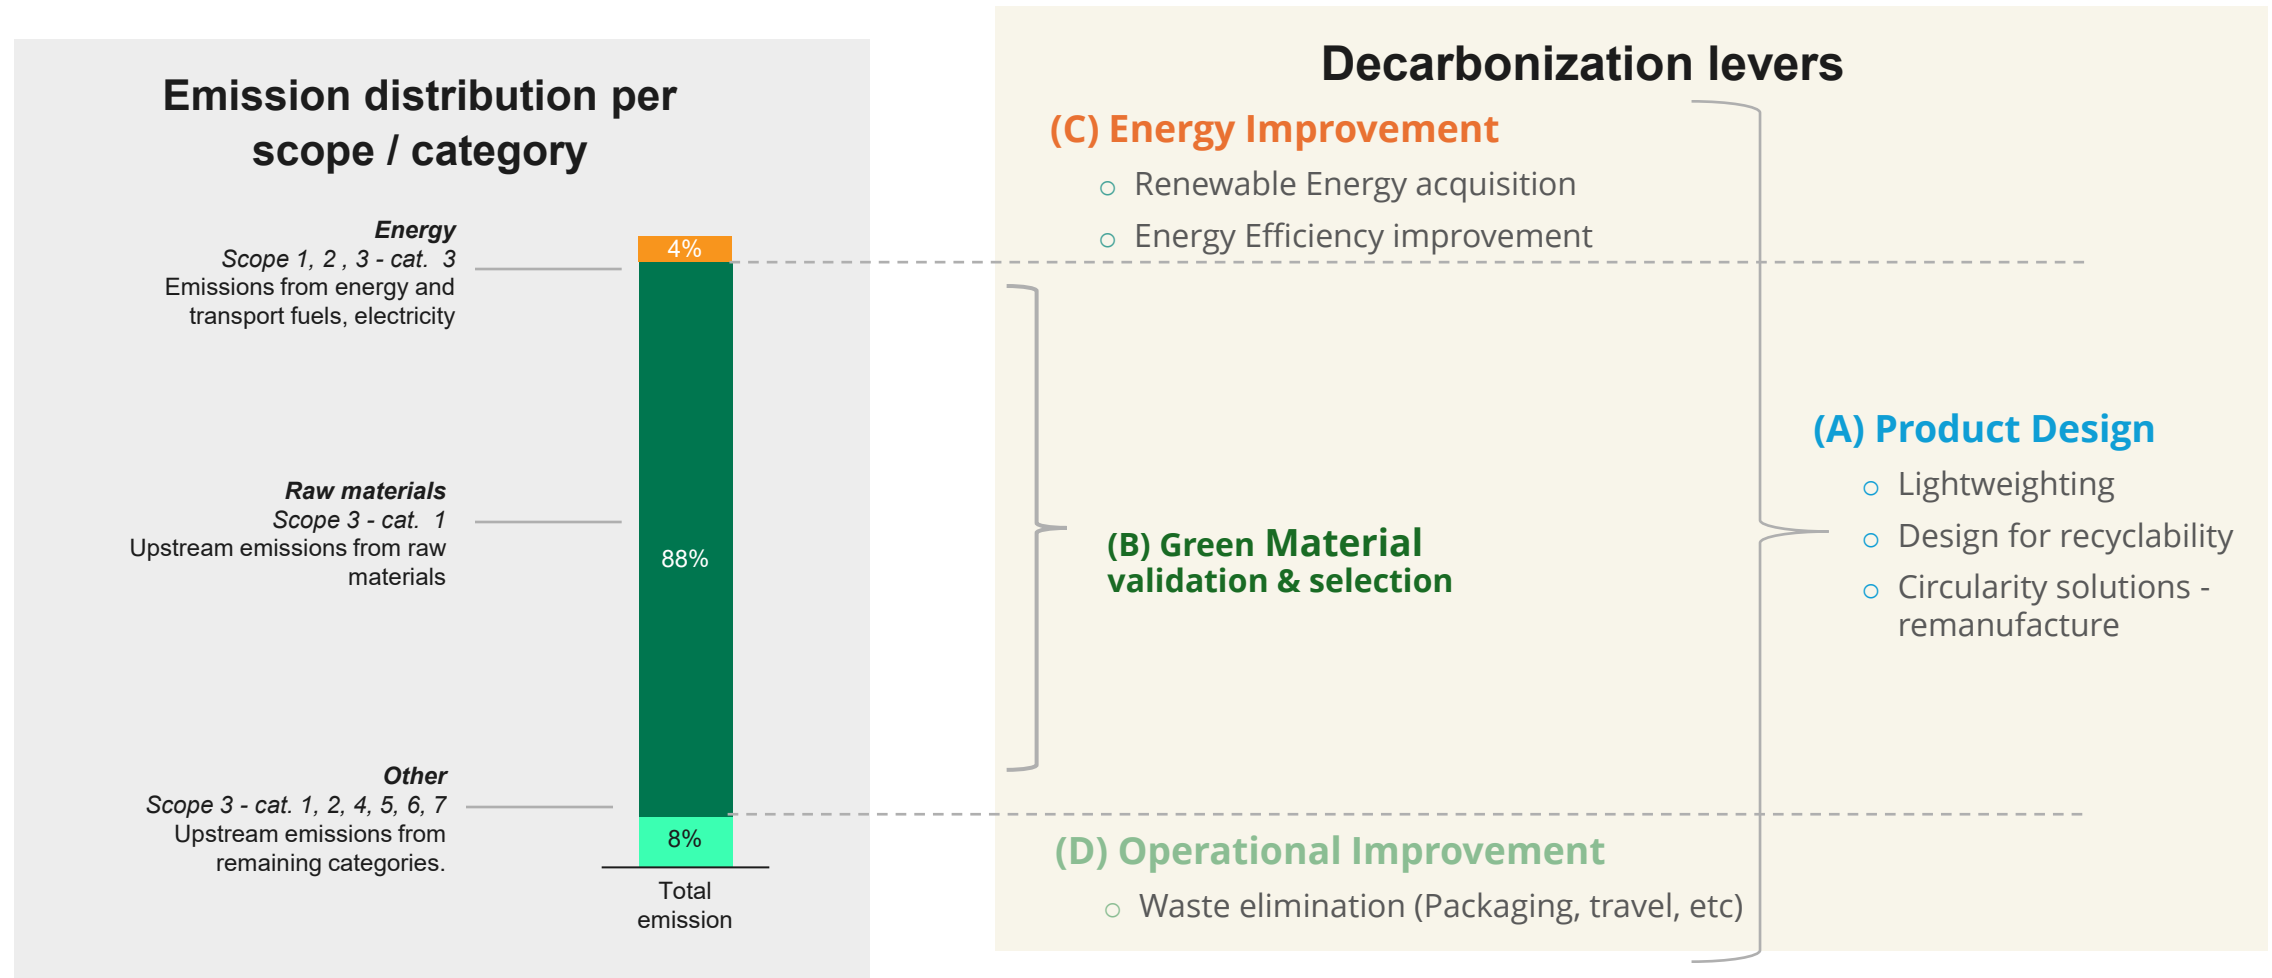 Emission distribution per
scope / category
Energy
Scope 1, 2 , 3 - cat.  3
Emissions from energy and
transport fuels, electricity
Raw materials
Scope 3 - cat.  1
Upstream emissions from raw
materials
Other
Scope 3 - cat. 1, 2, 4, 5, 6, 7
Upstream emissions from
remaining categories.
4%
88%
8%
Total
emission
Decarbonization levers
(C) Energy Improvement
○ Renewable Energy acquisition
○ Energy Efficiency improvement
(B) Green Material
validation & selection
(D) Operational Improvement
○ Waste elimination (Packaging, travel, etc)
(A) Product Design
○ Lightweighting
○ Design for recyclability
○ Circularity solutions -
remanufacture